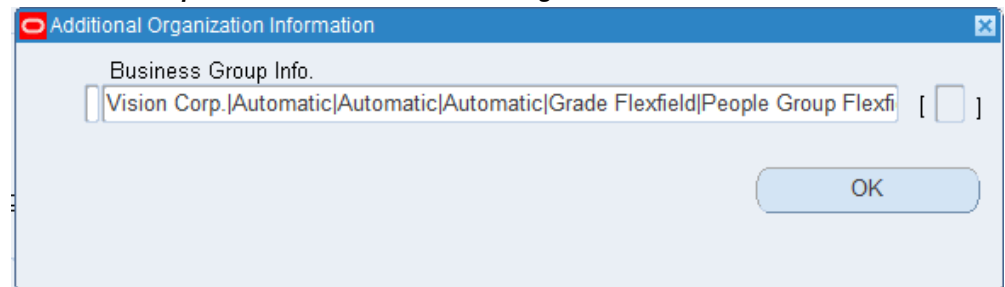 Additional Organization Information
Business Group Info.
Vision Corp.|Automatic|Automatic|Automatic|Grade Flexfield|People Group Flexfi
[ ]
OK